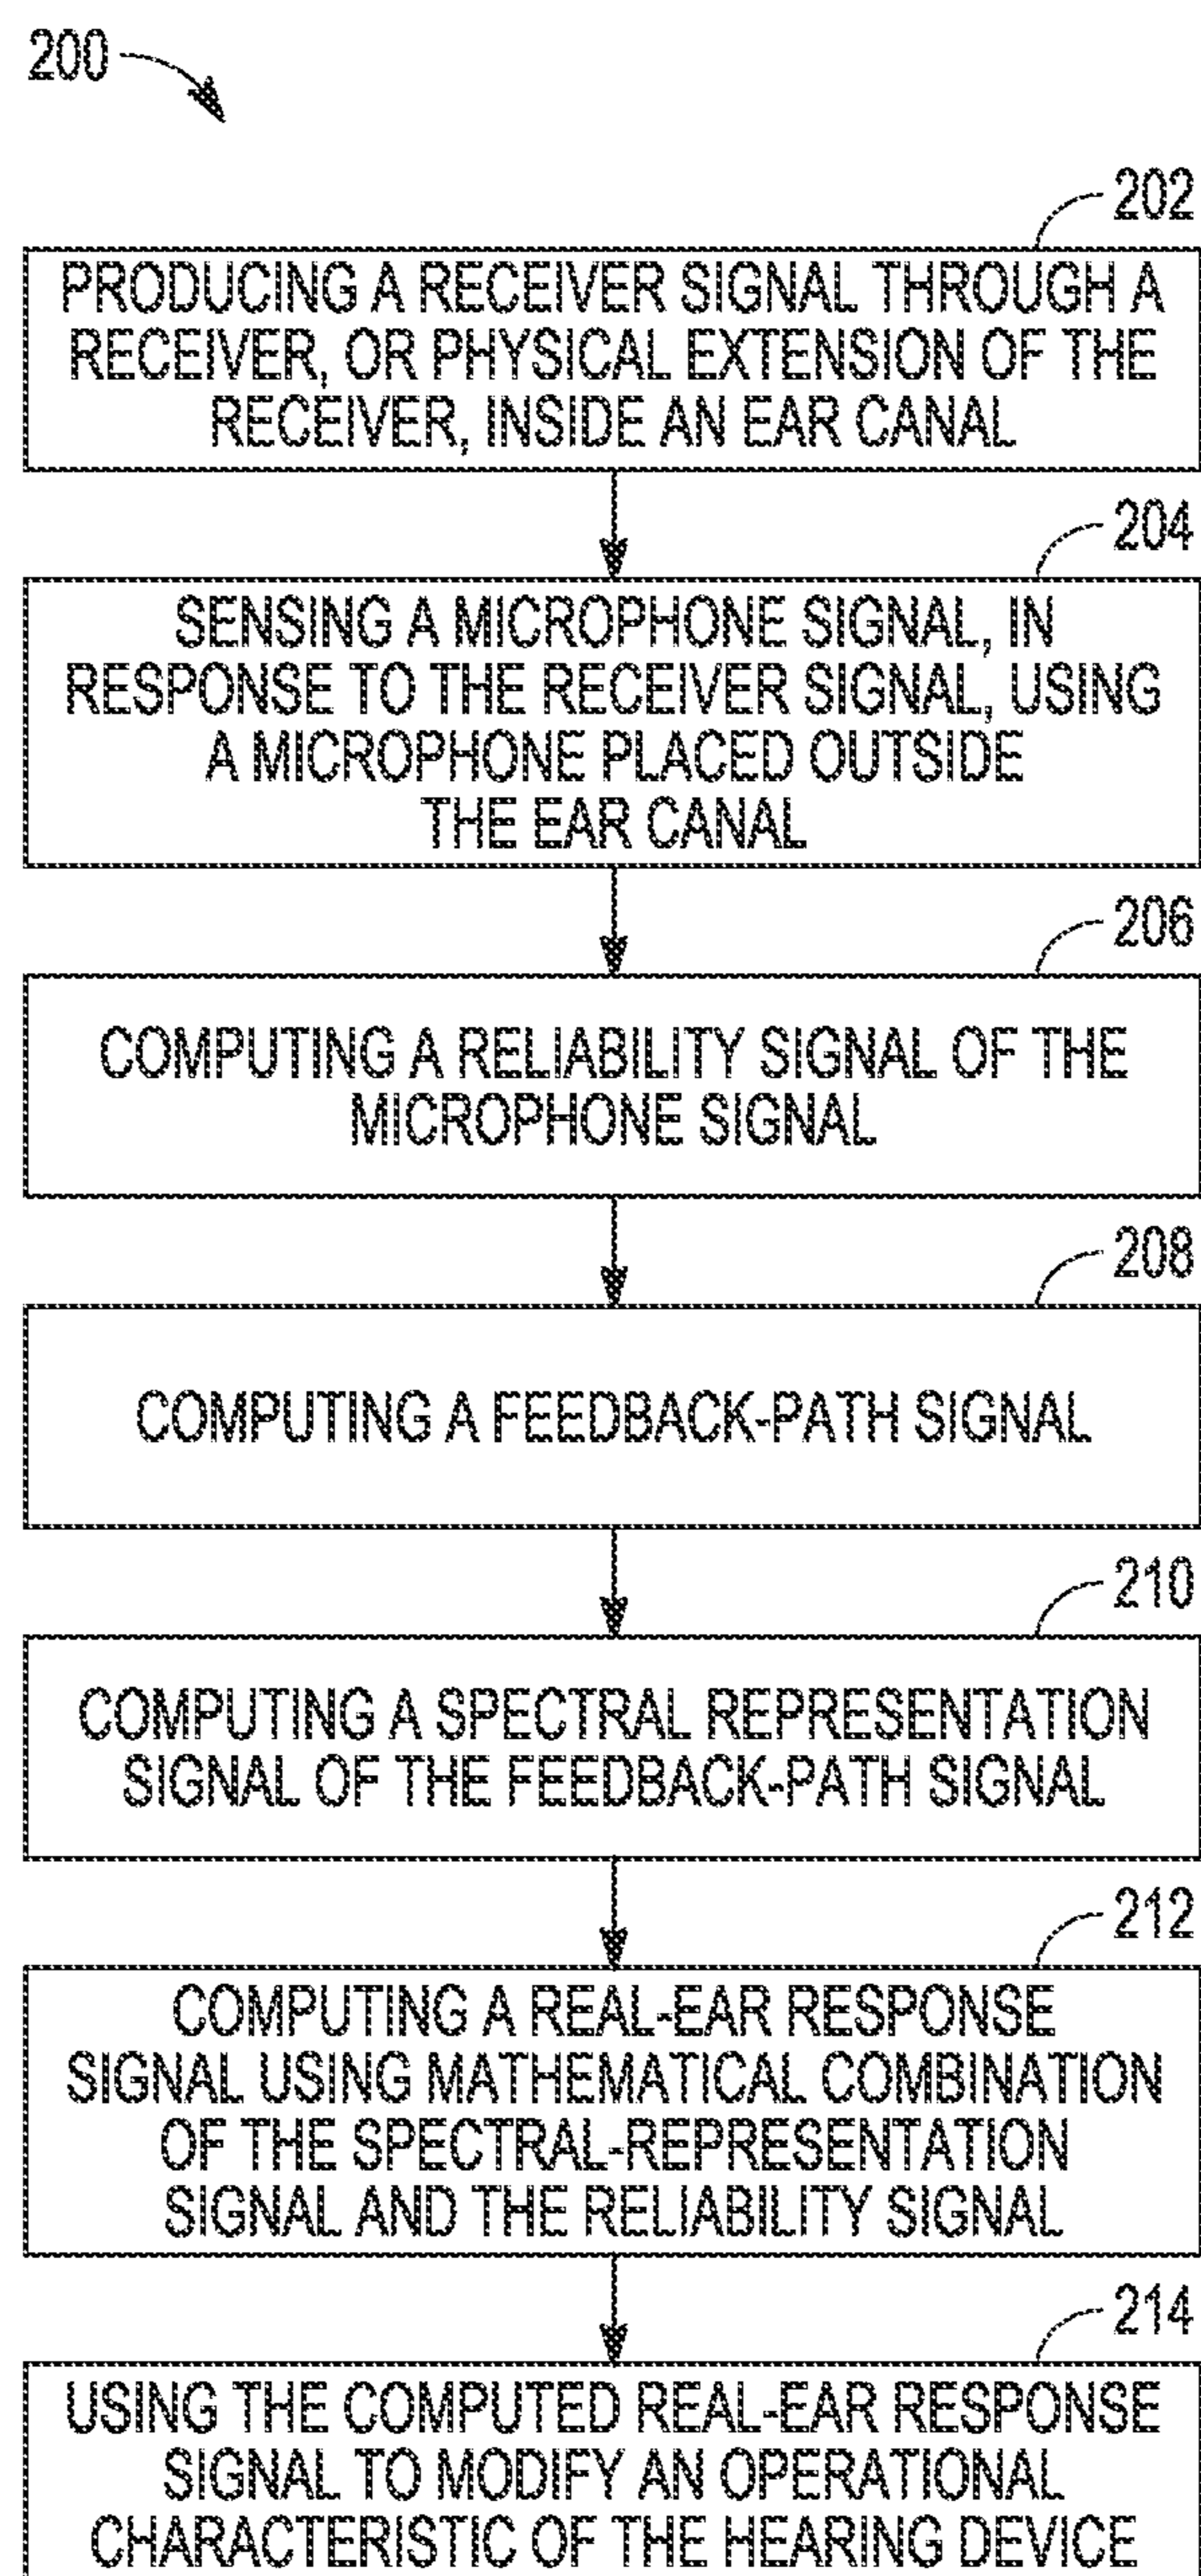 200
202
PRODUCING A RECEIVER SIGNAL THROUGH A
RECEIVER, OR PHYSICAL EXTENSION OF THE
RECEIVER, INSIDE AN EAR CANAL
204
SENSING A MICROPHONE SIGNAL, IN
RESPONSE TO THE RECEIVER SIGNAL, USING
A MICROPHONE PLACED OUTSIDE
THE EAR CANAL
206
COMPUTING A RELIABILITY SIGNAL OF THE
MICROPHONE SIGNAL
208
COMPUTING A FEEDBACK-PATH SIGNAL
210
COMPUTING A SPECTRAL REPRESENTATION
SIGNAL OF THE FEEDBACK-PATH SIGNAL
212
COMPUTING A REAL-EAR RESPONSE
SIGNAL USING MATHEMATICAL COMBINATION
OF THE SPECTRAL-REPRESENTATION
SIGNAL AND THE RELIABILITY SIGNAL
214
USING THE COMPUTED REAL-EAR RESPONSE
SIGNAL TO MODIFY AN OPERATIONAL
CHARACTERISTIC OF THE HEARING DEVICE